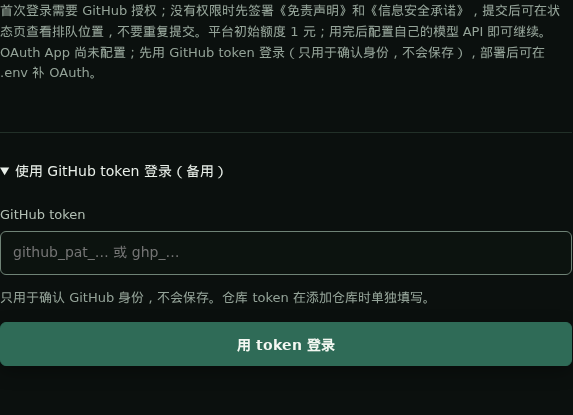 首次登录需要 GitHub 授权；没有权限时先签署《免责声明》和《信息安全承诺》，提交后可在状
态页查看排队位置，不要重复提交。平台初始额度 1 元；用完后配置自己的模型 API 即可继续。
OAuth App 尚未配置；先用 GitHub token 登录（只用于确认身份，不会保存），部署后可在
.env 补 OAuth。
▼ 使用 GitHub token 登录（备用）
GitHub token
github_pat_... 或 ghp_...
只用于确认 GitHub 身份，不会保存。仓库 token 在添加仓库时单独填写。
用 token 登录